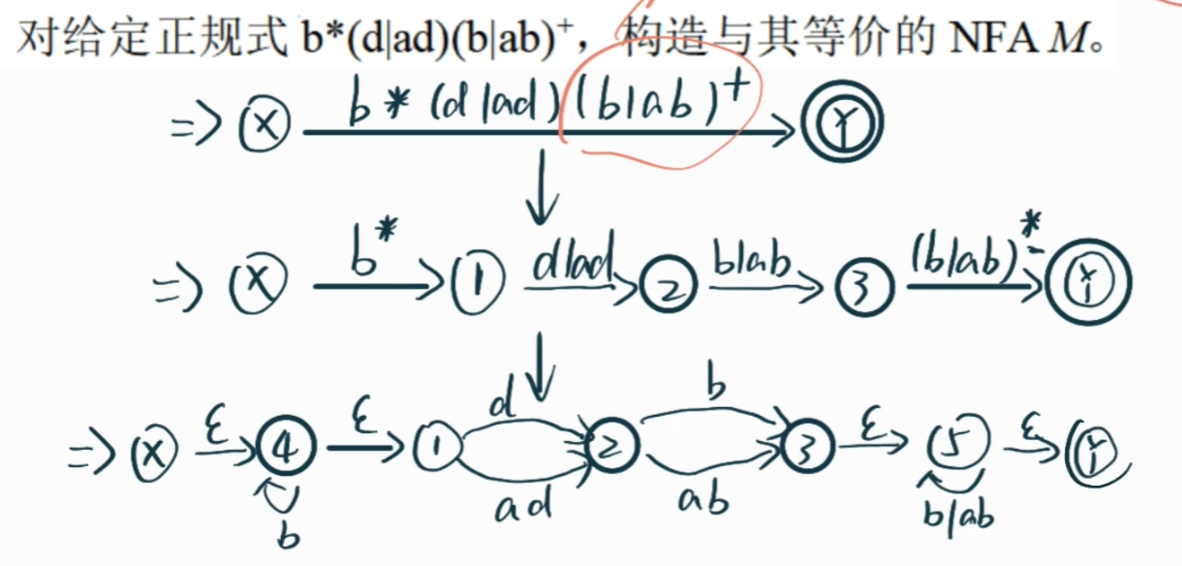 对给定正规式 b*(d|ad)(b|ab)⁺，构造与其等价的 NFA M。
=> X b*(d|ad)(b|ab)+ Y
=> X b* 1 d|ad 2 b|ab 3 (b|ab)* Y
=> X ε 4 ε 1 d 2 b 3 ε 5 ε Y
b ad ab b|ab